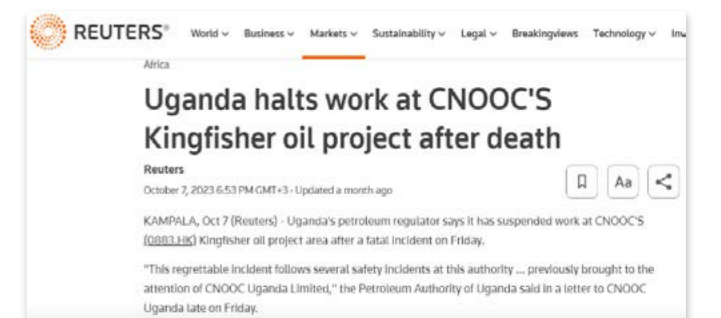 REUTERS®
World Business Markets Sustainability Legal Breakingviews Technology
Africa
Uganda halts work at CNOOC'S
Kingfisher oil project after death
Reuters
October 7, 2023 6:53 PM GMT+3 · Updated a month ago
Aa
KAMPALA, Oct 7 (Reuters) - Uganda's petroleum regulator says it has suspended work at CNOOC'S
(0883.HK) Kingfisher oil project area after a fatal incident on Friday.
"This regrettable incident follows several safety incidents at this authority ... previously brought to the
attention of CNOOC Uganda Limited," the Petroleum Authority of Uganda said in a letter to CNOOC
Uganda late on Friday.